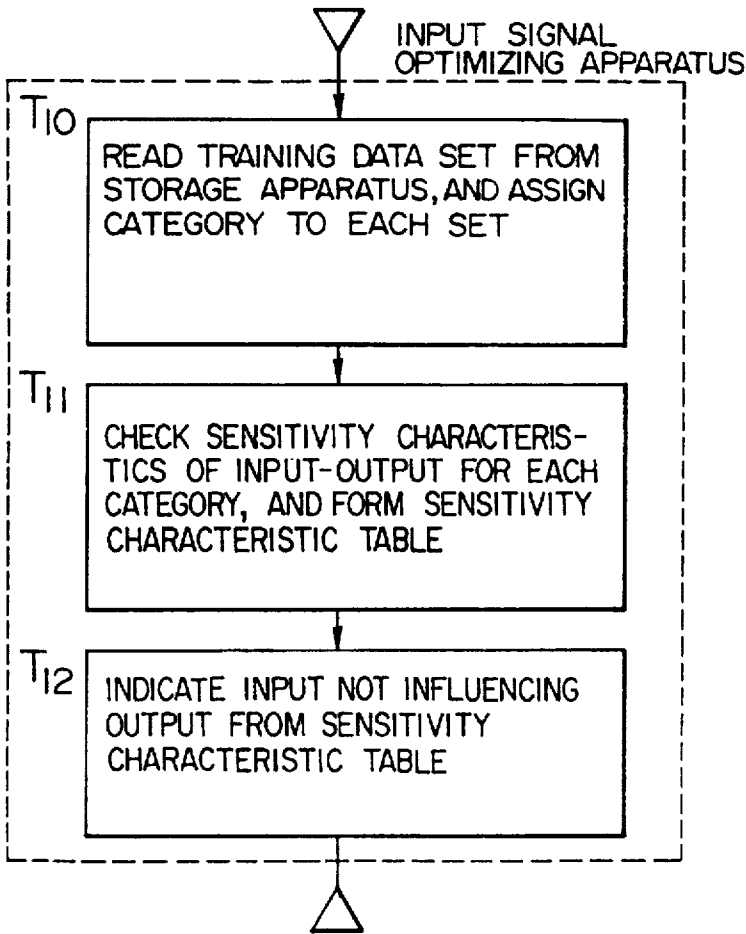 INPUT SIGNAL
OPTIMIZING APPARATUS
T10
READ TRAINING DATA SET FROM
STORAGE APPARATUS, AND ASSIGN
CATEGORY TO EACH SET
T11
CHECK SENSITIVITY CHARACTERIS-
TICS OF INPUT-OUTPUT FOR EACH
CATEGORY, AND FORM SENSITIVITY
CHARACTERISTIC TABLE
T12
INDICATE INPUT NOT INFLUENCING
OUTPUT FROM SENSITIVITY
CHARACTERISTIC TABLE